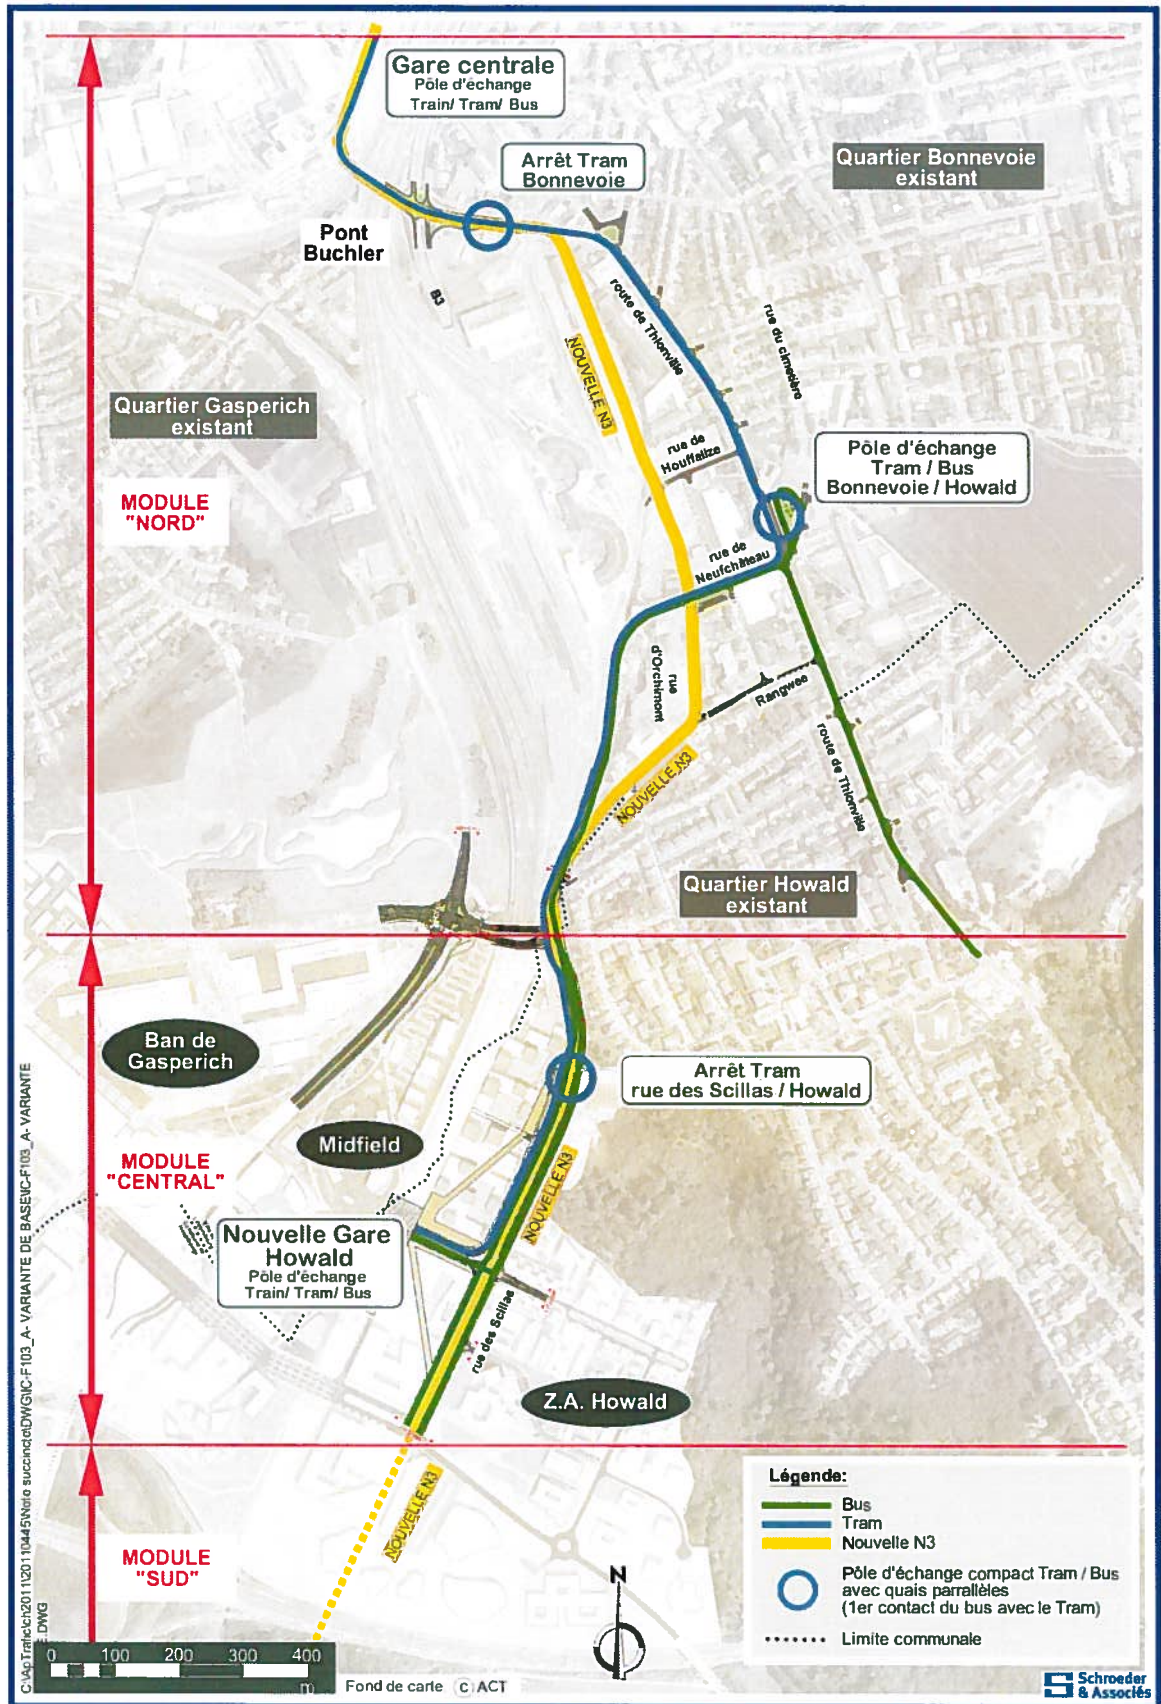 Gare centrale
Pôle d'échange
Train/ Tram/ Bus
Arrêt Tram
Bonnevoie
Quartier Bonnevoie
existant
Pont
Buchler
B3
route de Thionville
rue du cimetière
NOUVELLE N3
Quartier Gasperich
existant
rue de
Houffalize
Pôle d'échange
Tram / Bus
Bonnevoie / Howald
MODULE
"NORD"
rue de
Neufchâteau
rue
d'Orchimont
Rangwee
route de Thionville
NOUVELLE N3
Quartier Howald
existant
Ban de
Gasperich
Arrêt Tram
rue des Scillas / Howald
Midfield
MODULE
"CENTRAL"
NOUVELLE N3
Nouvelle Gare
Howald
Pôle d'échange
Train/ Tram/ Bus
rue des Scillas
Z.A. Howald
NOUVELLE N3
MODULE
"SUD"
N
Légende:
Bus
Tram
Nouvelle N3
Pôle d'échange compact Tram / Bus
avec quais parrallèles
(1er contact du bus avec le Tram)
Limite communale
0 100 200 300 400
m
Fond de carte C ACT
Schroeder
& Associés